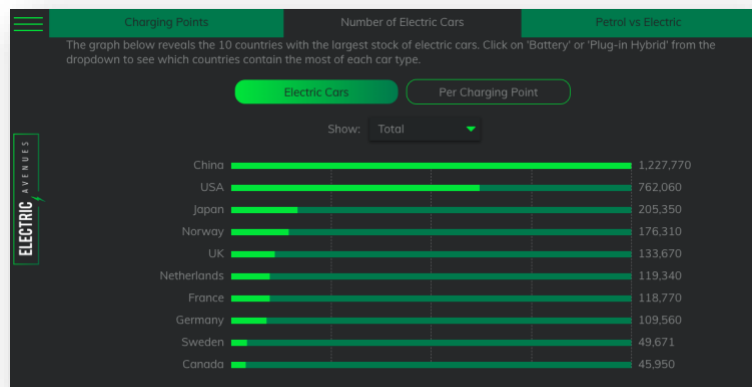 Charging Points
Number of Electric Cars
Petrol vs Electric
The graph below reveals the 10 countries with the largest stock of electric cars. Click on 'Battery' or 'Plug-in Hybrid' from the
dropdown to see which countries contain the most of each car type.
Electric Cars
Per Charging Point
Show: Total
ELECTRIC AVENUES
China 1,227,770
USA 762,060
Japan 205,350
Norway 176,310
UK 133,670
Netherlands 119,340
France 118,770
Germany 109,560
Sweden 49,671
Canada 45,950